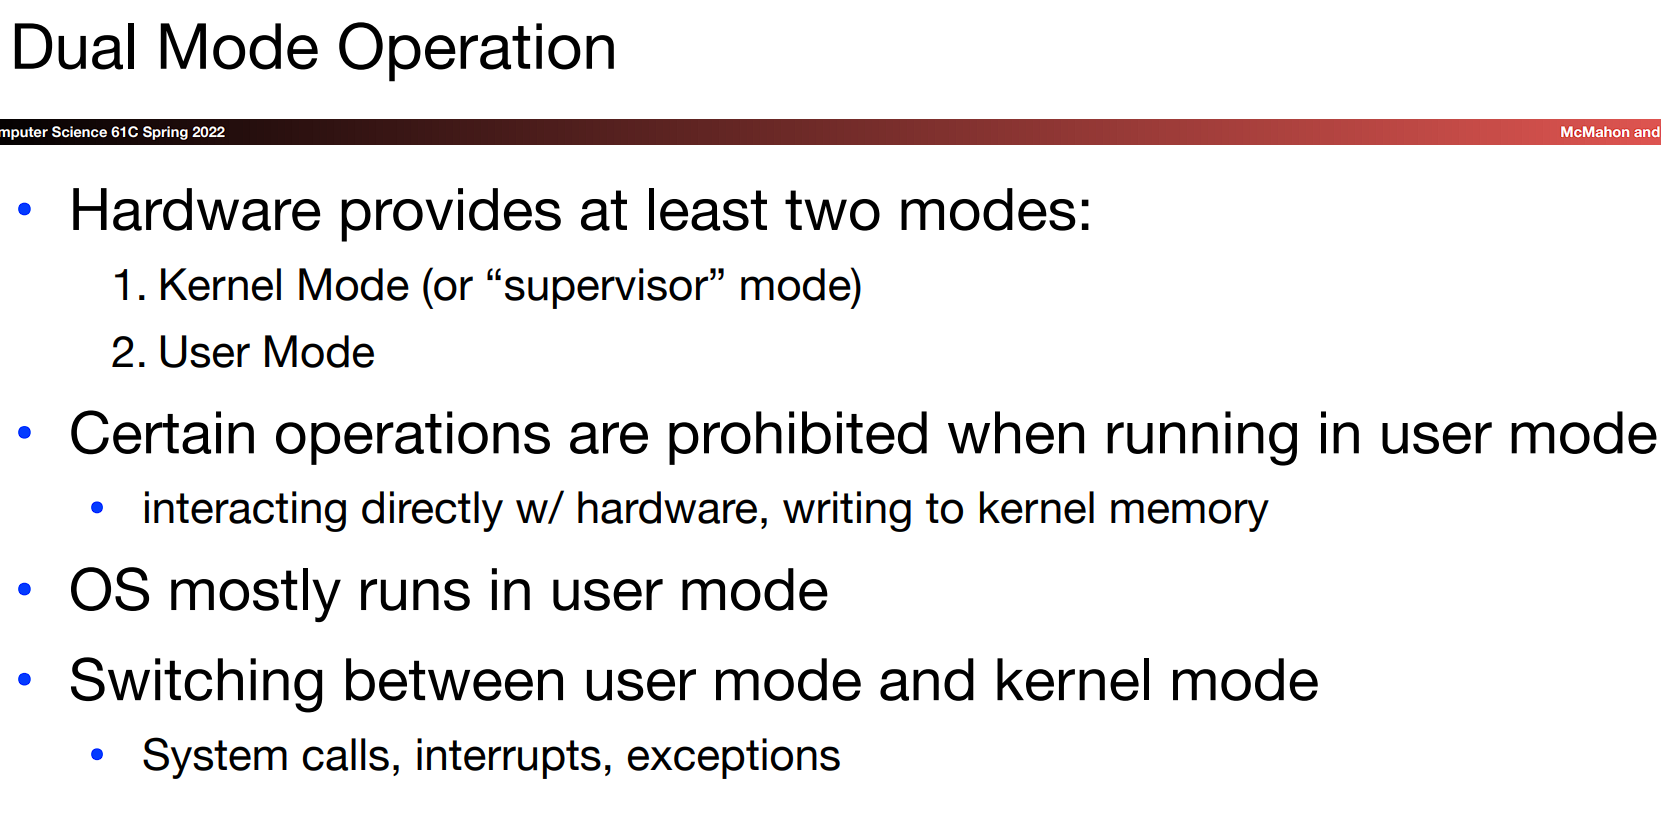 Dual Mode Operation
mputer Science 61C Spring 2022
McMahon and
• Hardware provides at least two modes:
1. Kernel Mode (or “supervisor” mode)
2. User Mode
• Certain operations are prohibited when running in user mode
• interacting directly w/ hardware, writing to kernel memory
• OS mostly runs in user mode
• Switching between user mode and kernel mode
• System calls, interrupts, exceptions